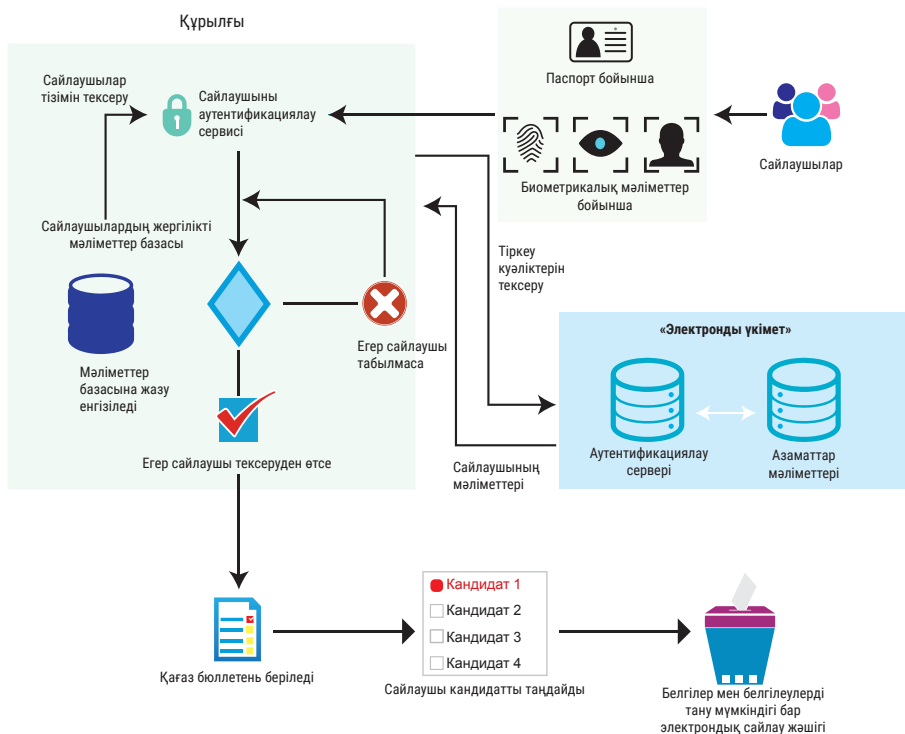 Құрылғы
Сайлаушылар
тізімін тексеру
Сайлаушыны
аутентификациялау
сервисі
Паспорт бойынша
Биометрикалық мәліметтер
бойынша
Сайлаушылар
Сайлаушылардың жергілікті
мәліметтер базасы
Мәліметтер
базасына жазу
енгізіледі
Егер сайлаушы
табылмаса
Егер сайлаушы тексеруден өтсе
Тіркеу
куәліктерін
тексеру
Сайлаушының
мәліметтері
«Электронды үкімет»
Аутентификациялау
сервері
Азаматтар
мәліметтері
Қағаз бюллетень беріледі
Кандидат 1
Кандидат 2
Кандидат 3
Кандидат 4
Сайлаушы кандидатты таңдайды
Белгілер мен белгілеулерді
тану мүмкіндігі бар
электрондық сайлау жәшігі